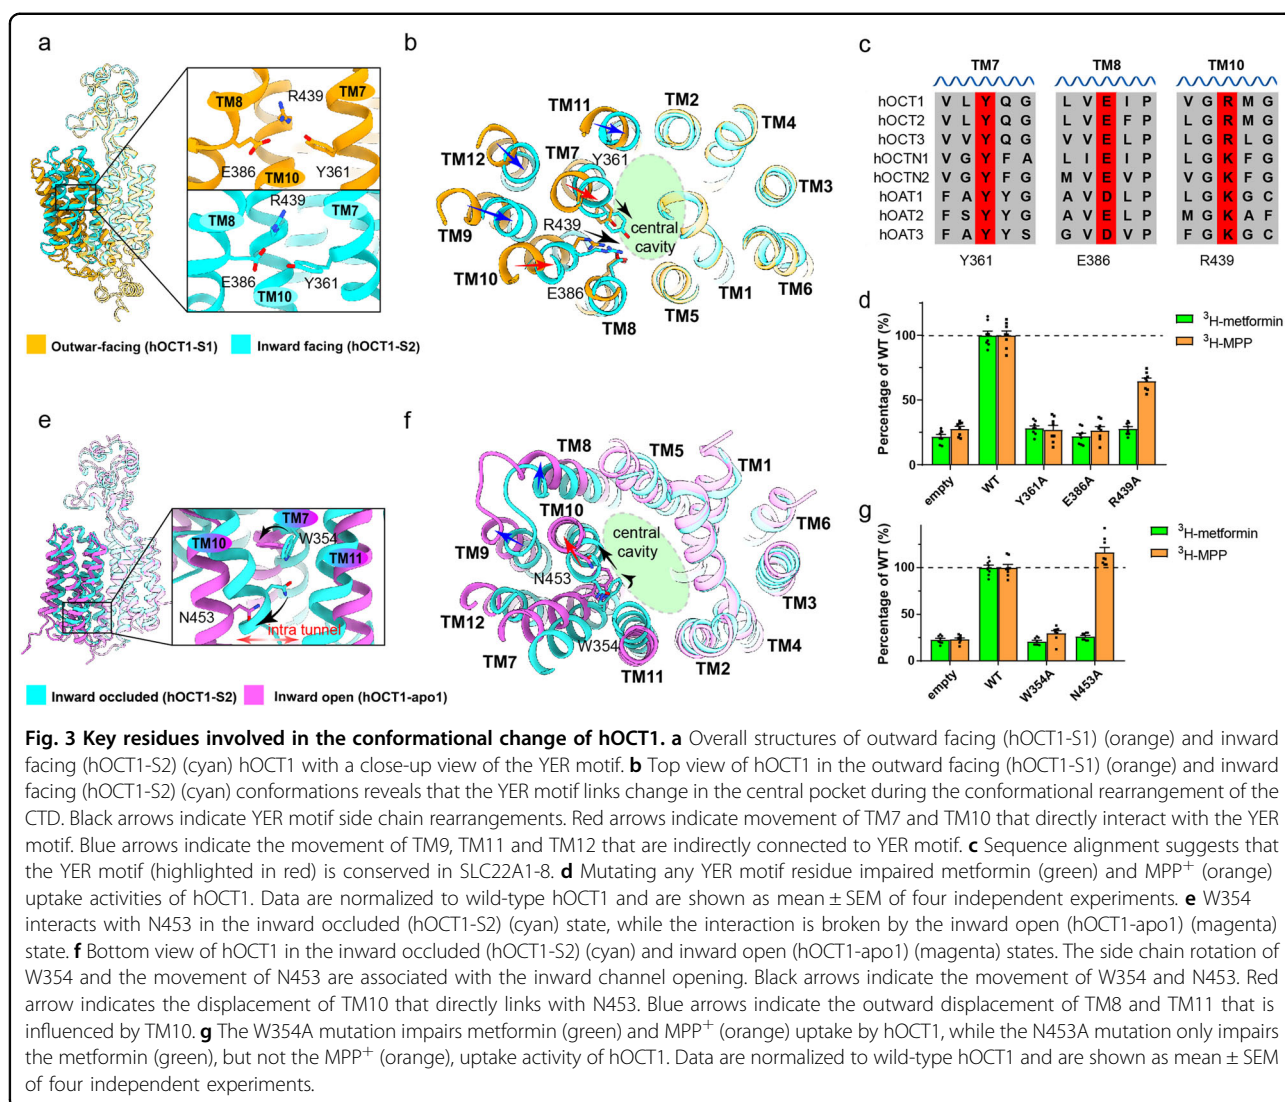 a
TM8
R439
TM7
E386
TM10
Y361
R439
TM8
TM7
E386
TM10
Y361
Outwar-facing (hOCT1-S1)
Inward facing (hOCT1-S2)
b
TM11
TM2
TM4
TM12
TM7
Y361
TM3
TM9
R439
central
cavity
TM10
E386
TM8
TM5
TM1
TM6
c
TM7 TM8 TM10
hOCT1 V L Y Q G L V E I P V G R M G
hOCT2 V L Y Q G L V E F P V G R M G
hOCT3 V V Y Q G L V E L P L G R L G
hOCTN1 V G Y F A L I E I P L G K F G
hOCTN2 V G Y F G M V E V P V G K F G
hOAT1 F A Y Y G A V D L P L G K G C
hOAT2 F S Y Y G A V E L P M G K A F
hOAT3 F A Y Y S G V D V P F G K G C
Y361 E386 R439
d
Percentage of WT (%)
100
50
0
empty
WT
Y361A
E386A
R439A
3H-metformin
3H-MPP
e
TM7
TM10
W354
TM11
N453
intra tunnel
Inward occluded (hOCT1-S2)
Inward open (hOCT1-apo1)
f
TM8
TM5
TM1
TM10
TM6
central
cavity
TM9
N453
TM3
TM12
W354
TM4
TM7
TM11
TM2
g
Percentage of WT (%)
100
50
0
empty
WT
W354A
N453A
3H-metformin
3H-MPP
Fig. 3 Key residues involved in the conformational change of hOCT1. a Overall structures of outward facing (hOCT1-S1) (orange) and inward
facing (hOCT1-S2) (cyan) hOCT1 with a close-up view of the YER motif. b Top view of hOCT1 in the outward facing (hOCT1-S1) (orange) and inward
facing (hOCT1-S2) (cyan) conformations reveals that the YER motif links change in the central pocket during the conformational rearrangement of the
CTD. Black arrows indicate YER motif side chain rearrangements. Red arrows indicate movement of TM7 and TM10 that directly interact with the YER
motif. Blue arrows indicate the movement of TM9, TM11 and TM12 that are indirectly connected to YER motif. c Sequence alignment suggests that
the YER motif (highlighted in red) is conserved in SLC22A1-8. d Mutating any YER motif residue impaired metformin (green) and MPP+ (orange)
uptake activities of hOCT1. Data are normalized to wild-type hOCT1 and are shown as mean ± SEM of four independent experiments. e W354
interacts with N453 in the inward occluded (hOCT1-S2) (cyan) state, while the interaction is broken by the inward open (hOCT1-apo1) (magenta)
state. f Bottom view of hOCT1 in the inward occluded (hOCT1-S2) (cyan) and inward open (hOCT1-apo1) (magenta) states. The side chain rotation of
W354 and the movement of N453 are associated with the inward channel opening. Black arrows indicate the movement of W354 and N453. Red
arrow indicates the displacement of TM10 that directly links with N453. Blue arrows indicate the outward displacement of TM8 and TM11 that is
influenced by TM10. g The W354A mutation impairs metformin (green) and MPP+ (orange) uptake by hOCT1, while the N453A mutation only impairs
the metformin (green), but not the MPP+ (orange), uptake activity of hOCT1. Data are normalized to wild-type hOCT1 and are shown as mean ± SEM
of four independent experiments.